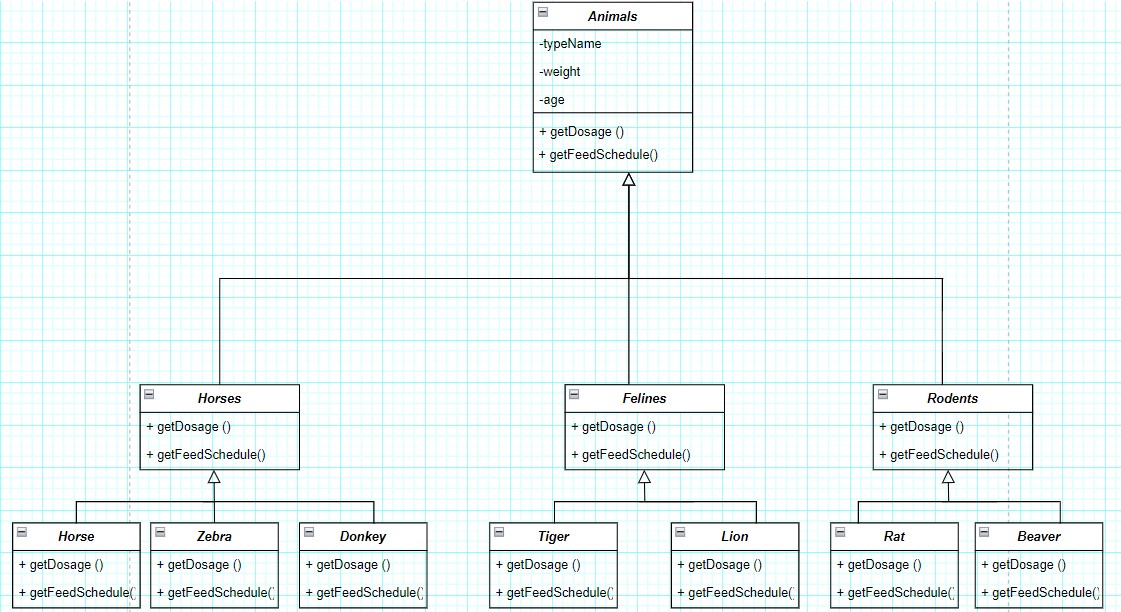 Animals
-typeName
-weight
-age
+ getDosage ()
+ getFeedSchedule()
Horses
+ getDosage ()
+ getFeedSchedule()
Felines
+ getDosage ()
+ getFeedSchedule()
Rodents
+ getDosage ()
+ getFeedSchedule()
Horse
+ getDosage ()
+ getFeedSchedule(
Zebra
+ getDosage ()
+ getFeedSchedule(
Donkey
+ getDosage ()
+ getFeedSchedule()
Tiger
+ getDosage ()
+ getFeedSchedule()
Lion
+ getDosage ()
+ getFeedSchedule()
Rat
+ getDosage ()
+ getFeedSchedule()
Beaver
+ getDosage ()
+ getFeedSchedule()